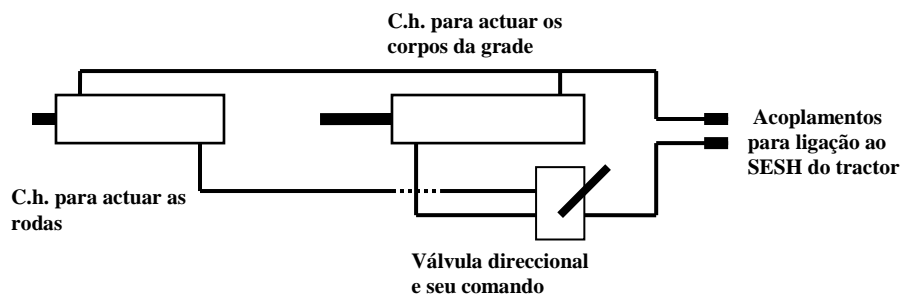 C.h. para actuar os
corpos da grade
Acoplamentos
para ligação ao
SESH do tractor
C.h. para actuar as
rodas
Válvula direccional
e seu comando